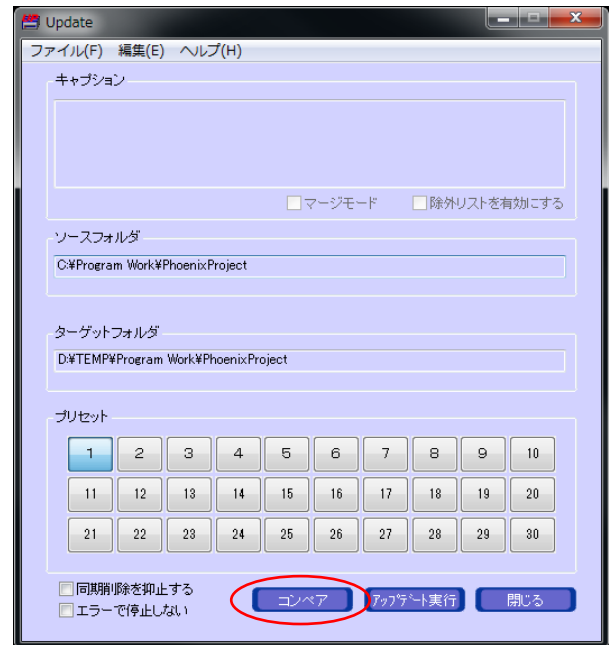 Update
ファイル(F) 編集(E) ヘルプ(H)
キャプション
マージモード 除外リストを有効にする
ソースフォルダ
C:¥Program Work¥PhoenixProject
ターゲットフォルダ
D:¥TEMP¥Program Work¥PhoenixProject
プリセット
1 2 3 4 5 6 7 8 9 10
11 12 13 14 15 16 17 18 19 20
21 22 23 24 25 26 27 28 29 30
同期削除を抑止する
エラーで停止しない
コンペア アップデート実行 閉じる